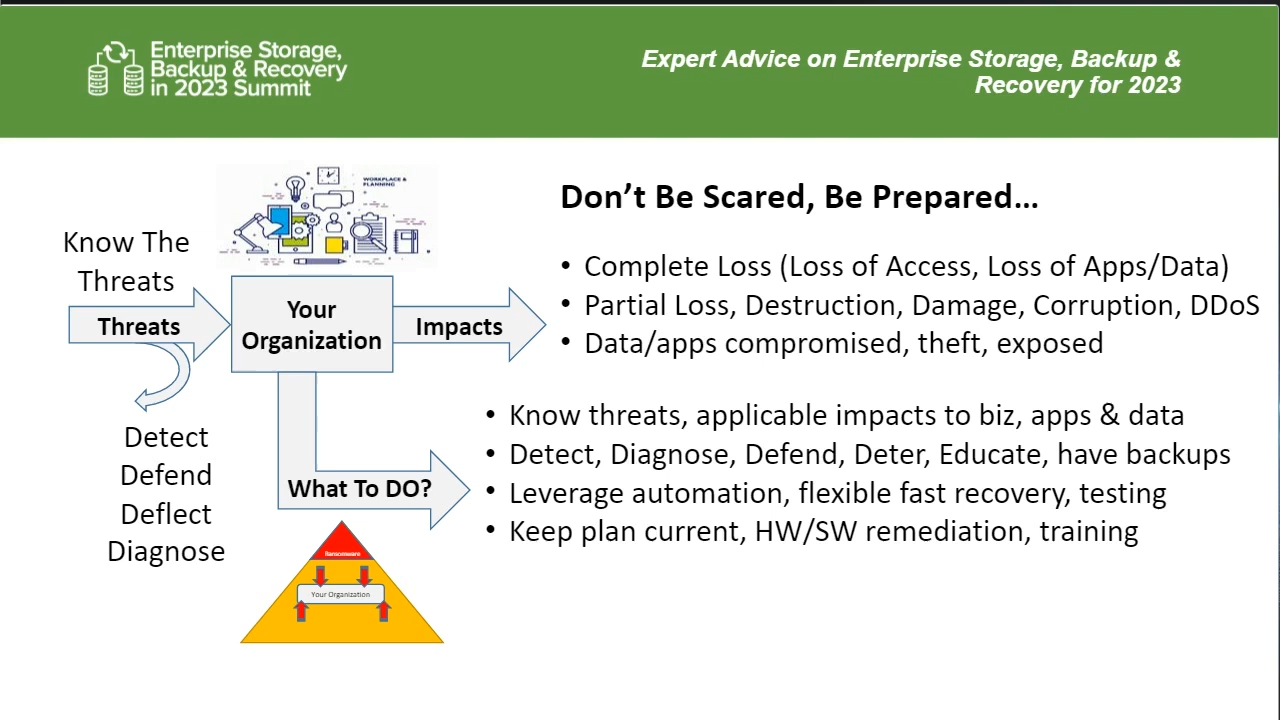 Enterprise Storage,
Backup & Recovery
in 2023 Summit
Expert Advice on Enterprise Storage, Backup &
Recovery for 2023
WORKPLACE &
PLANNING
Don’t Be Scared, Be Prepared…
Know The
Threats
Threats
Your
Organization
Impacts
• Complete Loss (Loss of Access, Loss of Apps/Data)
• Partial Loss, Destruction, Damage, Corruption, DDoS
• Data/apps compromised, theft, exposed
Detect
Defend
Deflect
Diagnose
What To DO?
• Know threats, applicable impacts to biz, apps & data
• Detect, Diagnose, Defend, Deter, Educate, have backups
• Leverage automation, flexible fast recovery, testing
• Keep plan current, HW/SW remediation, training
Ransomware
Your Organization